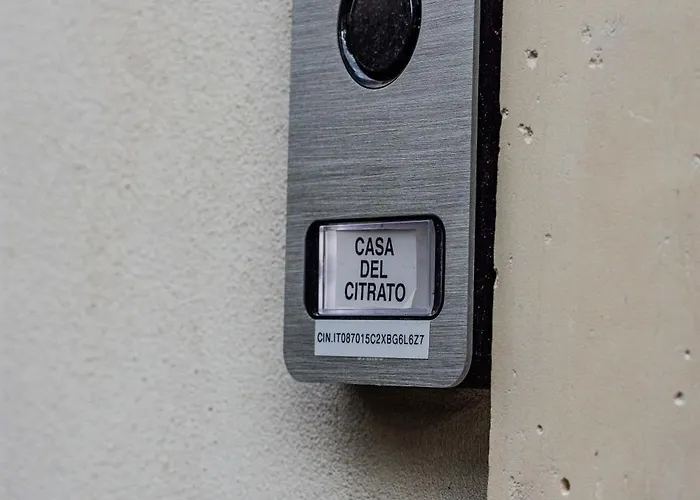 CASA
DEL
CITRATO
CIN.IT087015C2XBG6L6Z7